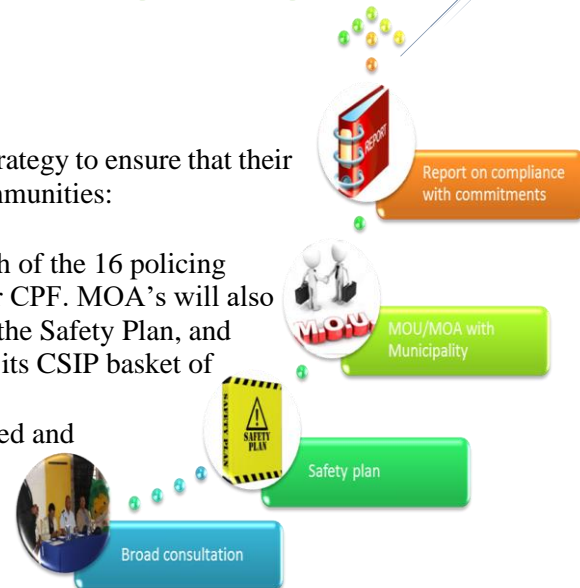 rategy to ensure that their
mmunities:
h of the 16 policing
r CPF. MOA’s will also
the Safety Plan, and
its CSIP basket of
ed and
REPORT
Report on compliance
with commitments
M.O.U
MOU/MOA with
Municipality
SAFETY PLAN
SAFETY
PLAN
Safety plan
Broad consultation